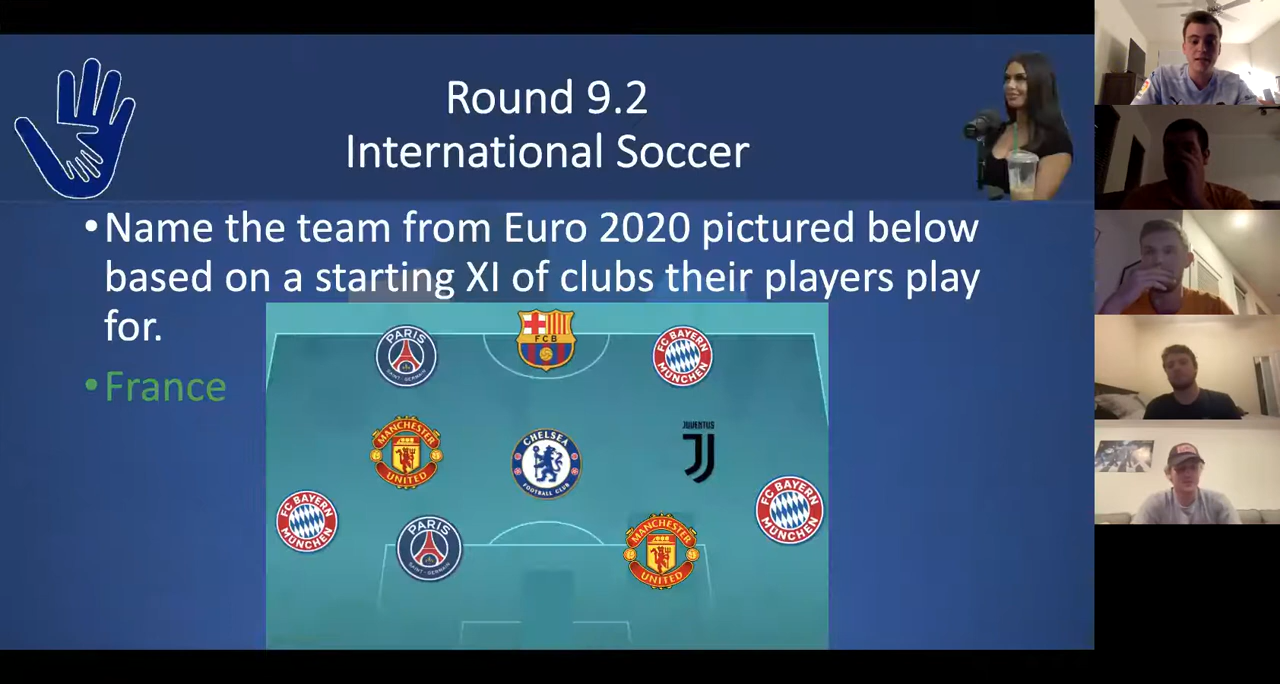 Round 9.2
International Soccer
•Name the team from Euro 2020 pictured below
based on a starting XI of clubs their players play
for.
•France
PARIS
SAINT-GERMAIN
FCB
FC BAYERN
MÜNCHEN
MANCHESTER
UNITED
CHELSEA
FOOTBALL CLUB
JUVENTUS
J
FC BAYERN
MÜNCHEN
PARIS
SAINT-GERMAIN
MANCHESTER
UNITED
FC BAYERN
MÜNCHEN